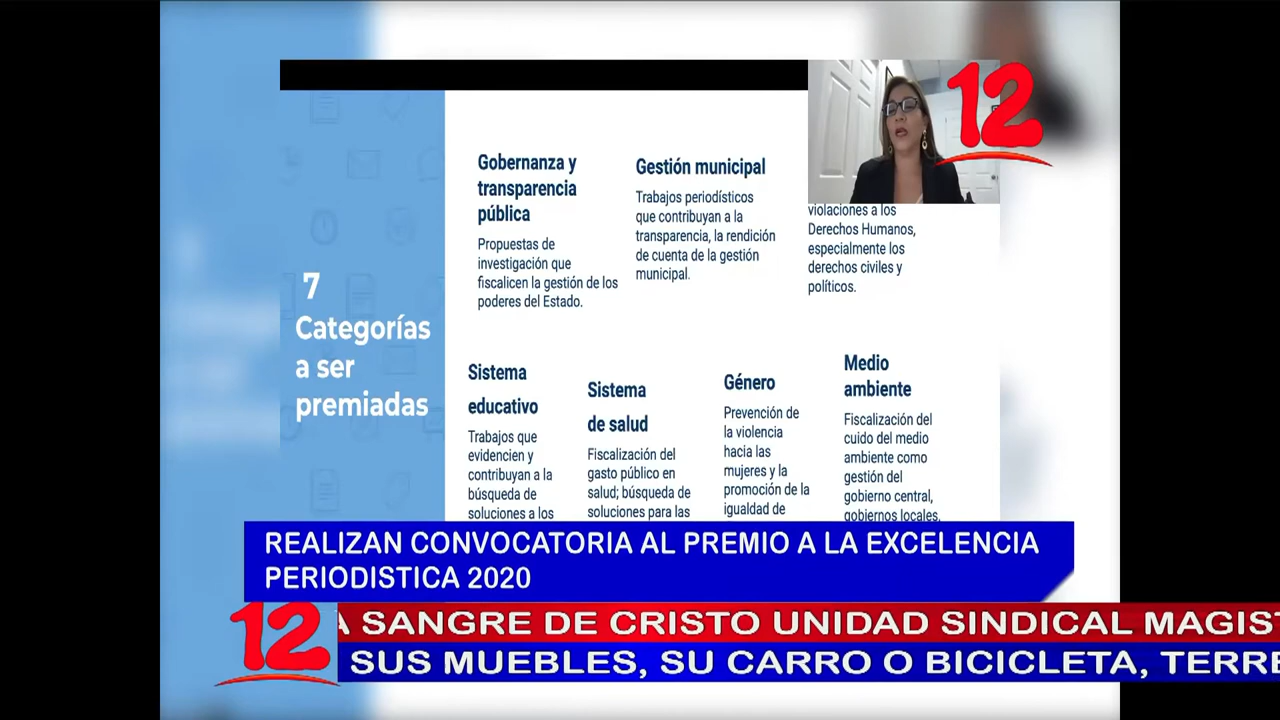 12
Gobernanza y
transparencia
pública
Propuestas de
investigación que
fiscalicen la gestión de los
poderes del Estado.
Gestión municipal
Trabajos periodísticos
que contribuyan a la
transparencia, la rendición
de cuenta de la gestión
municipal.
violaciones a los
Derechos Humanos,
especialmente los
derechos civiles y
políticos.
7
Categorías
a ser
premiadas
Sistema
educativo
Trabajos que
evidencien y
contribuyan a la
búsqueda de
soluciones a los
Sistema
de salud
Fiscalización del
gasto público en
salud; búsqueda de
soluciones para las
Género
Prevención de
la violencia
hacia las
mujeres y la
promoción de la
igualdad de
Medio
ambiente
Fiscalización del
cuido del medio
ambiente como
gestión del
gobierno central,
gobiernos locales,
REALIZAN CONVOCATORIA AL PREMIO A LA EXCELENCIA
PERIODISTICA 2020
12
A SANGRE DE CRISTO UNIDAD SINDICAL MAGIST
SUS MUEBLES, SU CARRO O BICICLETA, TERRE